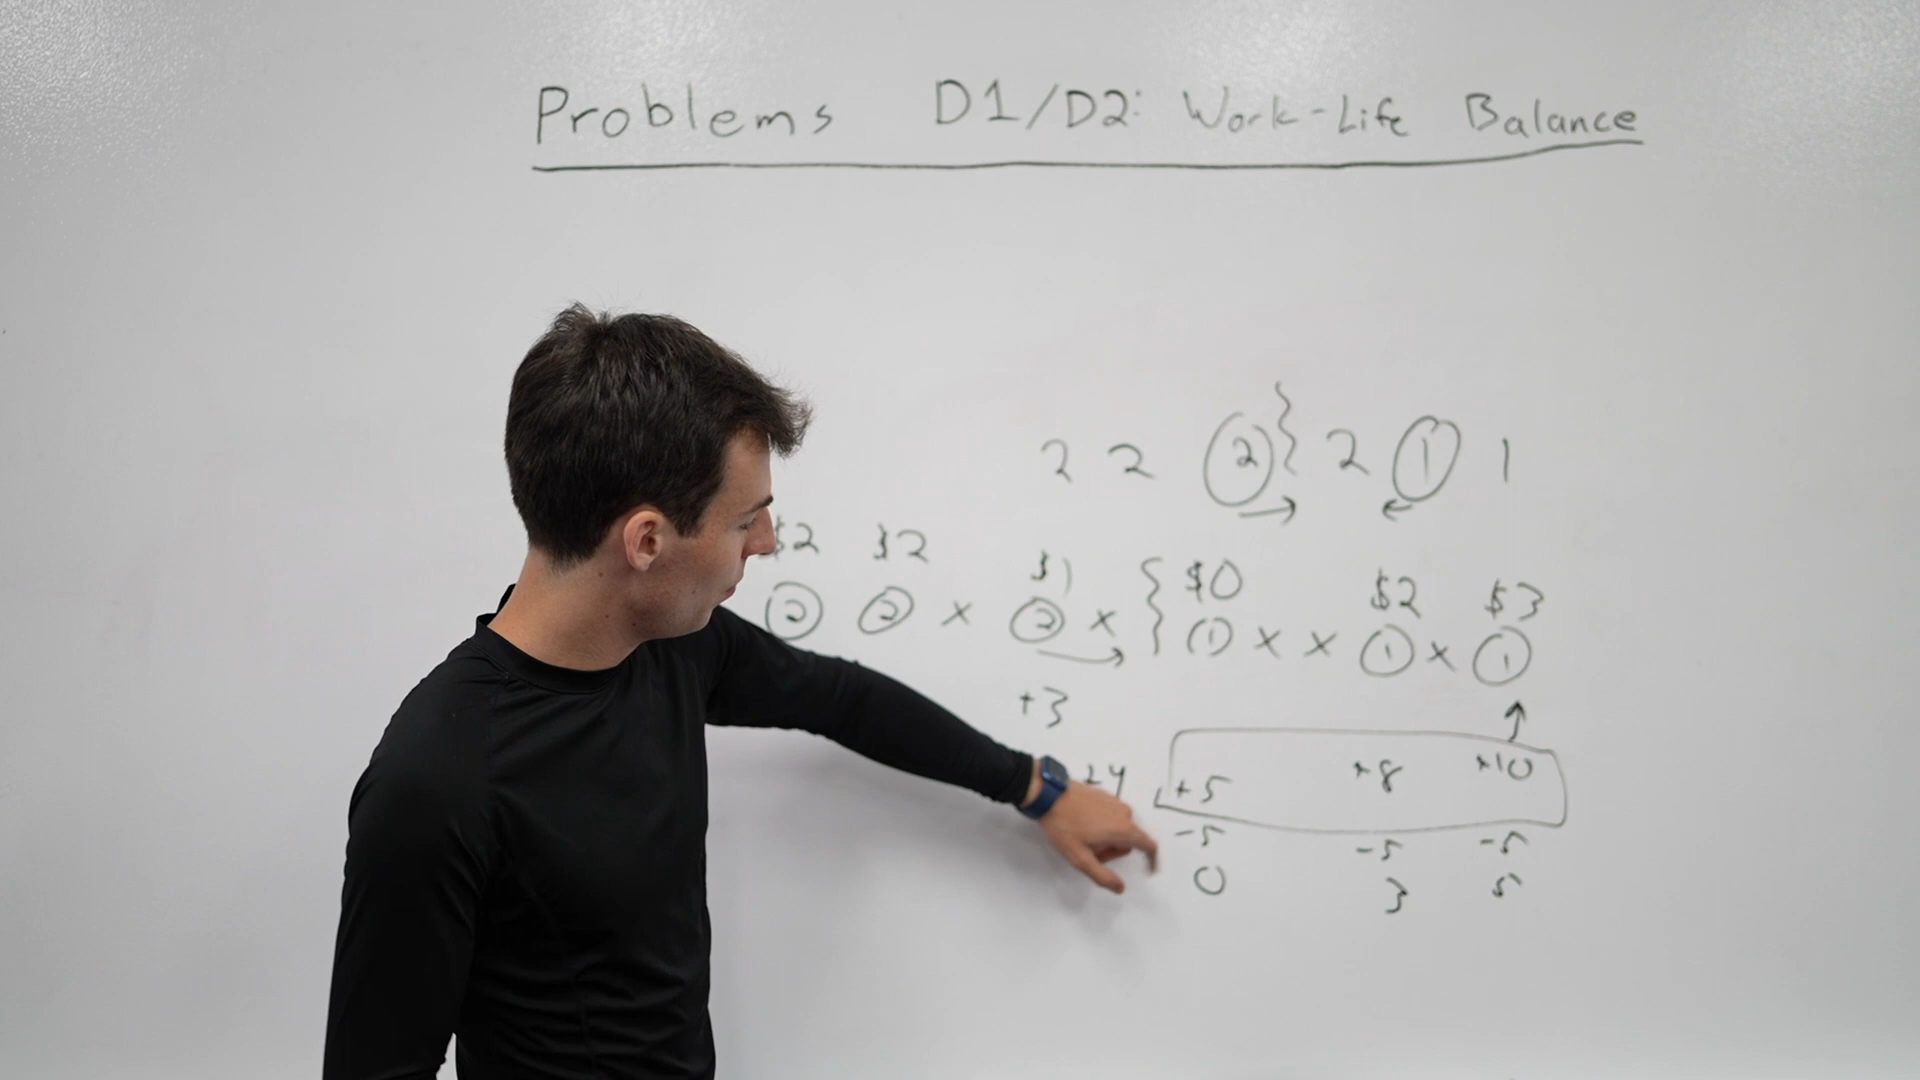 Problems D1/D2: Work-Life Balance
2 2 2 } 2 1 1
$2 $2 $1 { $0 $2 $3
2 2 x 2 x { 1 x x 1 x 1
+3
+4 +5 +8 +10
-5 -5 -5
0 3 5